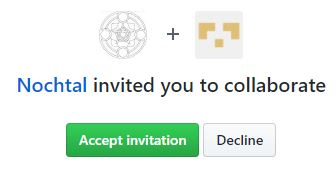 Nochtal invited you to collaborate
Accept invitation Decline